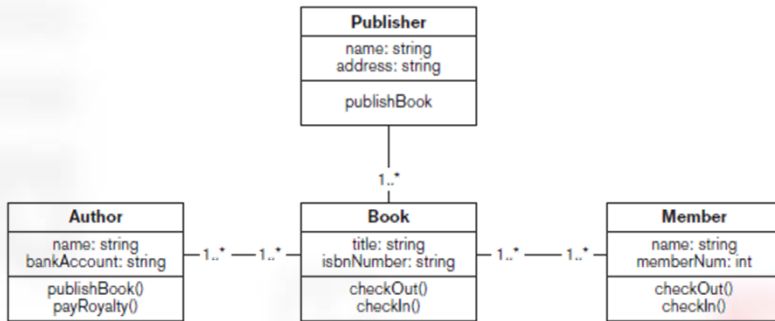 Publisher
name: string
address: string
publishBook
1..*
Author
name: string
bankAccount: string
publishBook()
payRoyalty()
1..* 1..*
Book
title: string
isbnNumber: string
checkOut()
checkIn()
1..* 1..*
Member
name: string
memberNum: int
checkOut()
checkIn()